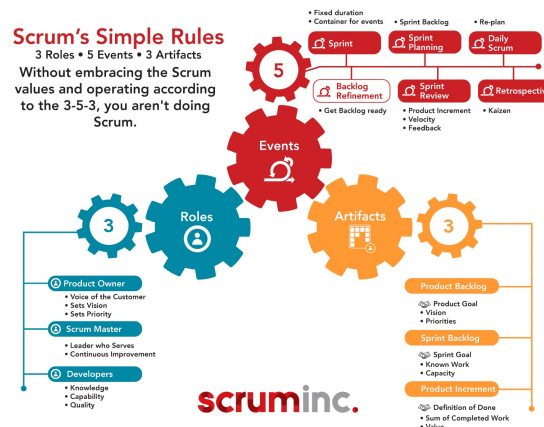 Scrum's Simple Rules
3 Roles • 5 Events • 3 Artifacts
Without embracing the Scrum
values and operating according
to the 3-5-3, you aren't doing
Scrum.
• Fixed duration
• Container for events
• Sprint Backlog
• Re-plan
Sprint
Sprint
Planning
Daily
Scrum
5
Backlog
Refinement
Sprint
Review
Retrospectiv
• Get Backlog ready
• Product Increment
• Velocity
• Feedback
• Kaizen
Events
3
Roles
Artifacts
3
Product Owner
• Voice of the Customer
• Sets Vision
• Sets Priority
Scrum Master
• Leader who Serves
• Continuous Improvement
Developers
• Knowledge
• Capability
• Quality
Product Backlog
Product Goal
• Vision
• Priorities
Sprint Backlog
Sprint Goal
• Known Work
• Capacity
Product Increment
Definition of Done
• Sum of Completed Work
• Value
scruminc.